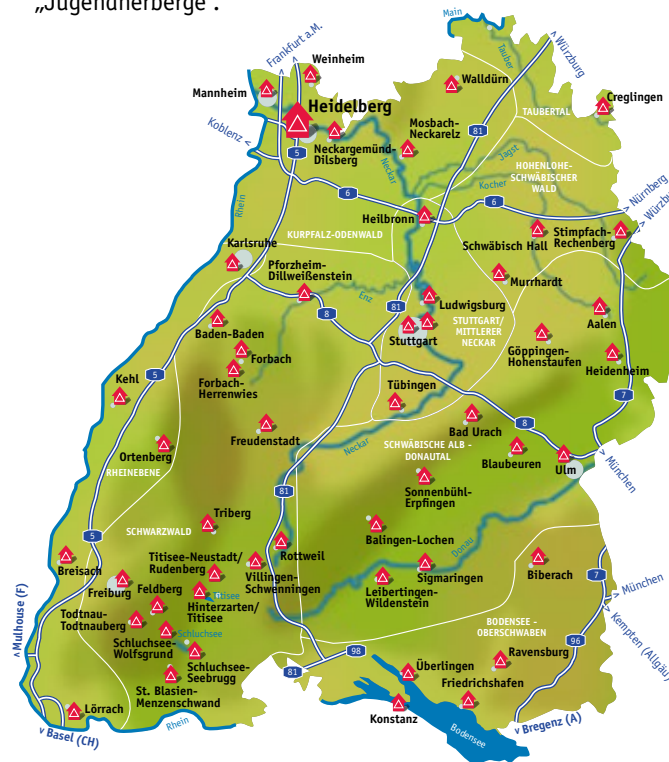 „Jugendherberge“.
Main
Frankfurt a.M.
Weinheim
Tauber
Würzburg
Mannheim
Walldürn
Creglingen
Heidelberg
TAUBERTAL
Koblenz
Neckargemünd-
Dilsberg
Mosbach-
Neckarelz
81
5
Jagst
HOHENLOHE-
SCHWÄBISCHER
WALD
Neckar
Kocher
6
6
Nürnberg
Würzbu
Rhein
Heilbronn
KURPFALZ-ODENWALD
Schwäbisch Hall
Stimpfach-
Rechenberg
Karlsruhe
Pforzheim-
Dillweißenstein
Murrhardt
Enz
81
Ludwigsburg
8
Baden-Baden
Stuttgart
STUTTGART/
MITTLERER
NECKAR
Aalen
Göppingen-
Hohenstaufen
Forbach
Heidenheim
Forbach-
Herrenwies
5
Kehl
Tübingen
7
Freudenstadt
Bad Urach
8
Ortenberg
Neckar
SCHWÄBISCHE ALB -
DONAUTAL
Blaubeuren
Ulm
München
RHEINEBENE
Sonnenbühl-
Erpfingen
81
Triberg
SCHWARZWALD
5
Balingen-Lochen
Donau
Breisach
Titisee-Neustadt/
Rudenberg
Rottweil
Villingen-
Schwenningen
Sigmaringen
Biberach
7
München
Freiburg
Feldberg
Titisee
Hinterzarten/
Titisee
Leibertingen-
Wildenstein
Kempten (Allgäu)
Todtnau-
Todtnauberg
BODENSEE -
OBERSCHWABEN
Mulhouse (F)
Schluchsee
Schluchsee-
Wolfsgrund
98
96
Schluchsee-
Seebrugg
81
Überlingen
Ravensburg
St. Blasien-
Menzenschwand
Friedrichshafen
Lörrach
Konstanz
Rhein
Bodensee
Basel (CH)
Bregenz (A)